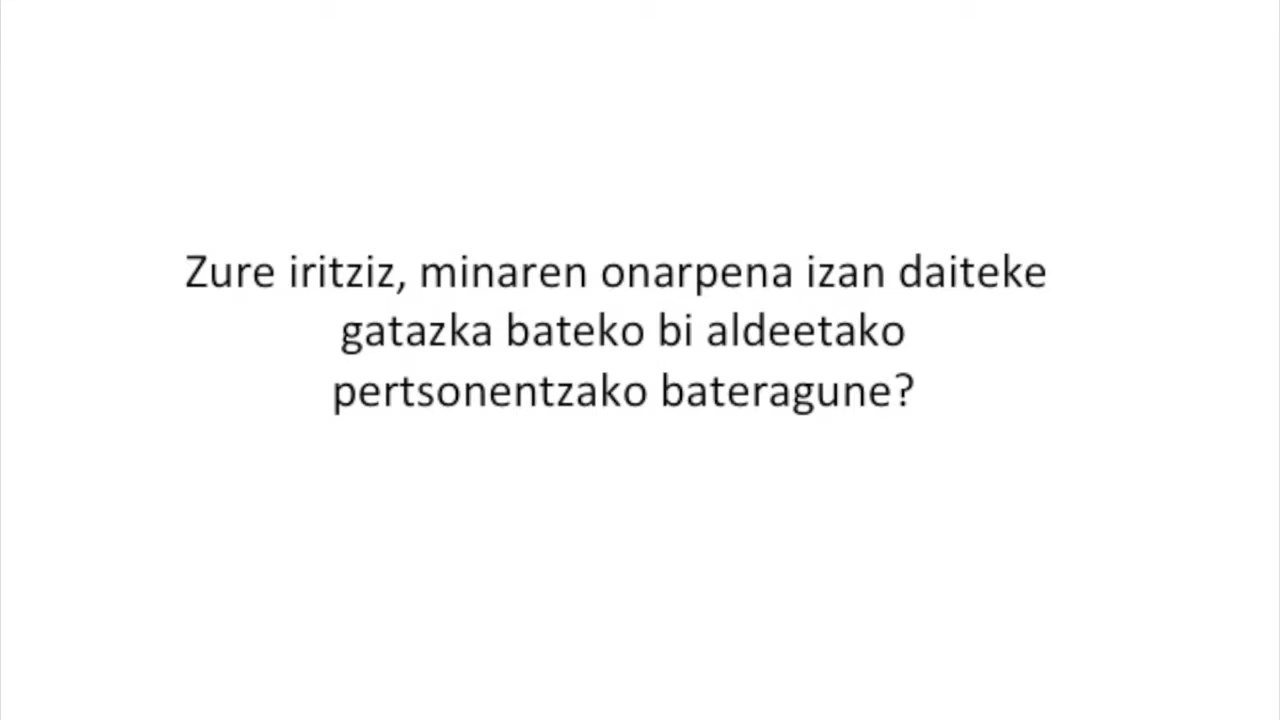 Zure iritziz, minaren onarpena izan daiteke
gatazka bateko bi aldeetako
pertsonentzako bateragune?